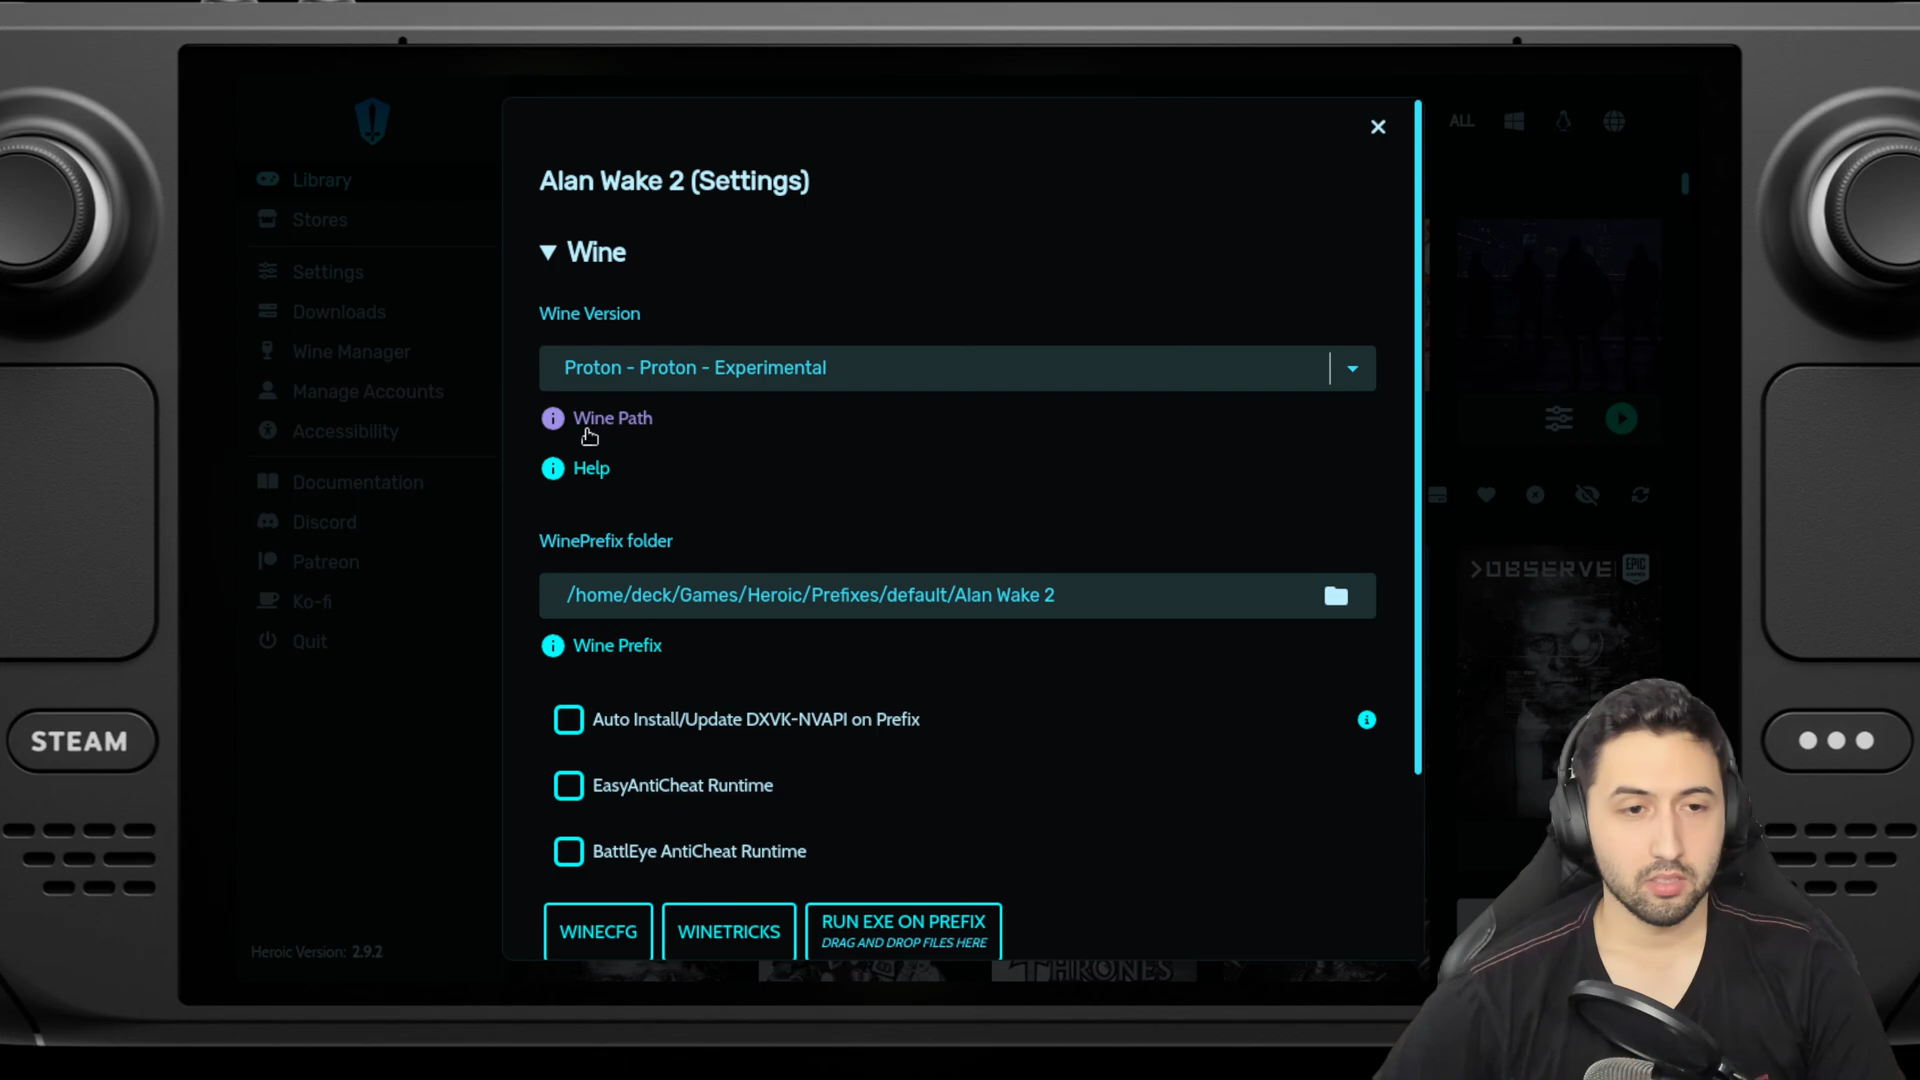 ALL
Library
Stores
Settings
Downloads
Wine Manager
Manage Accounts
Accessibility
Documentation
Discord
Patreon
Ko-fi
Quit
Heroic Version: 2.9.2
Alan Wake 2 (Settings)
Wine
Wine Version
Proton - Proton - Experimental
Wine Path
Help
WinePrefix folder
/home/deck/Games/Heroic/Prefixes/default/Alan Wake 2
Wine Prefix
Auto Install/Update DXVK-NVAPI on Prefix
EasyAntiCheat Runtime
BattlEye AntiCheat Runtime
WINECFG
WINETRICKS
RUN EXE ON PREFIX
DRAG AND DROP FILES HERE
>OBSERVE
EPIC
THRONES
STEAM